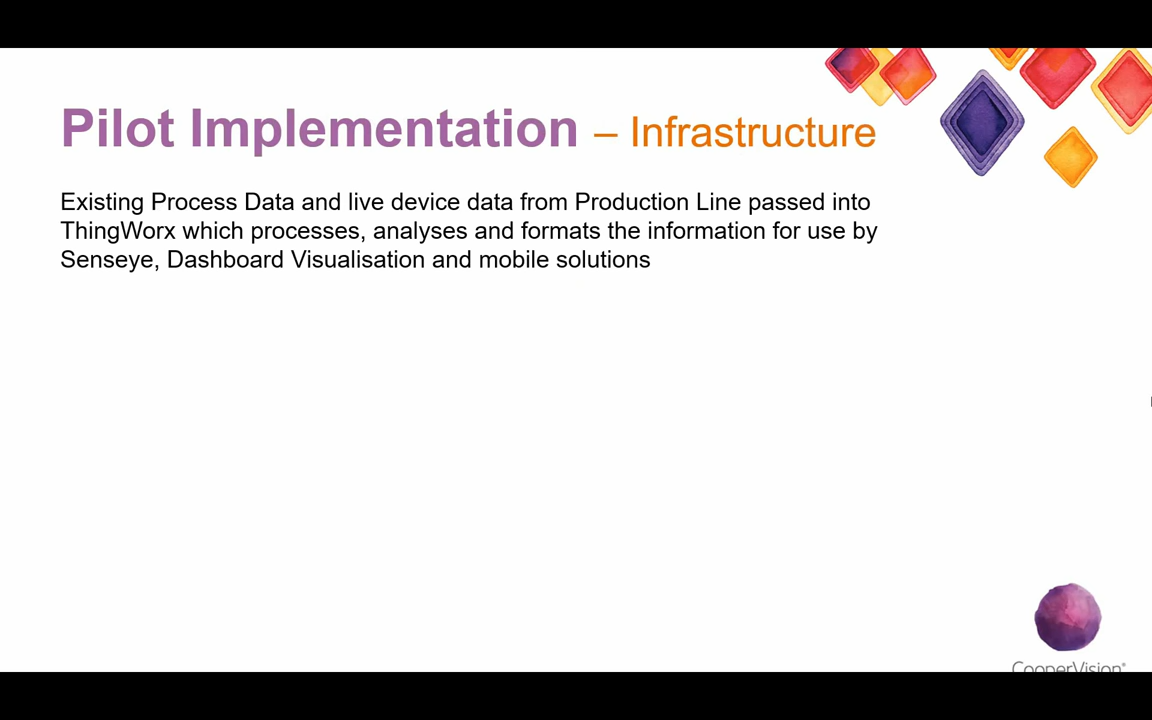 Pilot Implementation – Infrastructure
Existing Process Data and live device data from Production Line passed into
ThingWorx which processes, analyses and formats the information for use by
Senseye, Dashboard Visualisation and mobile solutions
CooperVision®